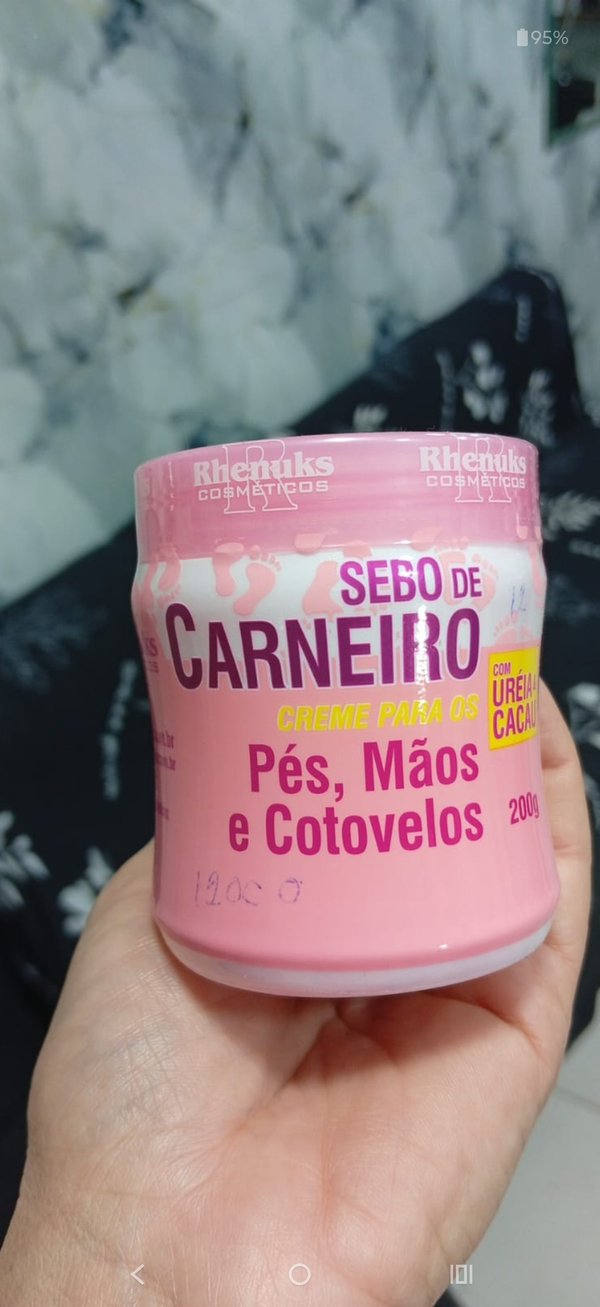 95%
Rhenuks
COSMÉTICOS
Rhenuks
COSMÉTICOS
SEBO DE
CARNEIRO
CREME PARA OS
Pés, Mãos
e Cotovelos
COM
URÉIA
CACAU
200g